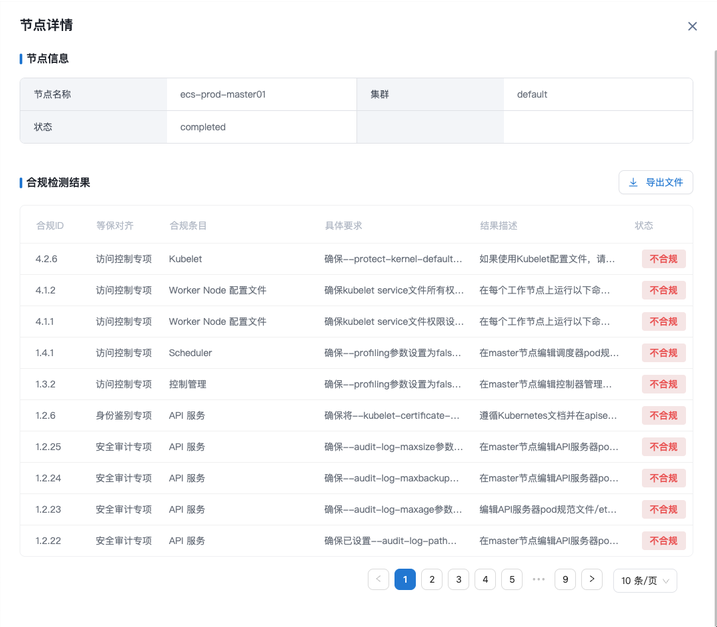 节点详情
节点信息
节点名称 ecs-prod-master01 集群 default
状态 completed
合规检测结果 导出文件
合规ID 等保对齐 合规条目 具体要求 结果描述 状态
4.2.6 访问控制专项 Kubelet 确保--protect-kernel-default... 如果使用Kubelet配置文件，请... 不合规
4.1.2 访问控制专项 Worker Node 配置文件 确保kubelet service文件所有权... 在每个工作节点上运行以下命... 不合规
4.1.1 访问控制专项 Worker Node 配置文件 确保kubelet service文件权限设... 在每个工作节点上运行以下命... 不合规
1.4.1 访问控制专项 Scheduler 确保--profiling参数设置为fals... 在master节点编辑调度器pod规... 不合规
1.3.2 访问控制专项 控制管理 确保--profiling参数设置为fals... 在master节点编辑控制器管理... 不合规
1.2.6 身份鉴别专项 API 服务 确保将--kubelet-certificate-... 遵循Kubernetes文档并在apise... 不合规
1.2.25 安全审计专项 API 服务 确保--audit-log-maxsize参数... 在master节点编辑API服务器po... 不合规
1.2.24 安全审计专项 API 服务 确保--audit-log-maxbackup... 在master节点编辑API服务器po... 不合规
1.2.23 安全审计专项 API 服务 确保--audit-log-maxage参数... 编辑API服务器pod规范文件/et... 不合规
1.2.22 安全审计专项 API 服务 确保已设置--audit-log-path... 在master节点编辑API服务器po... 不合规
< 1 2 3 4 5 ••• 9 > 10 条/页